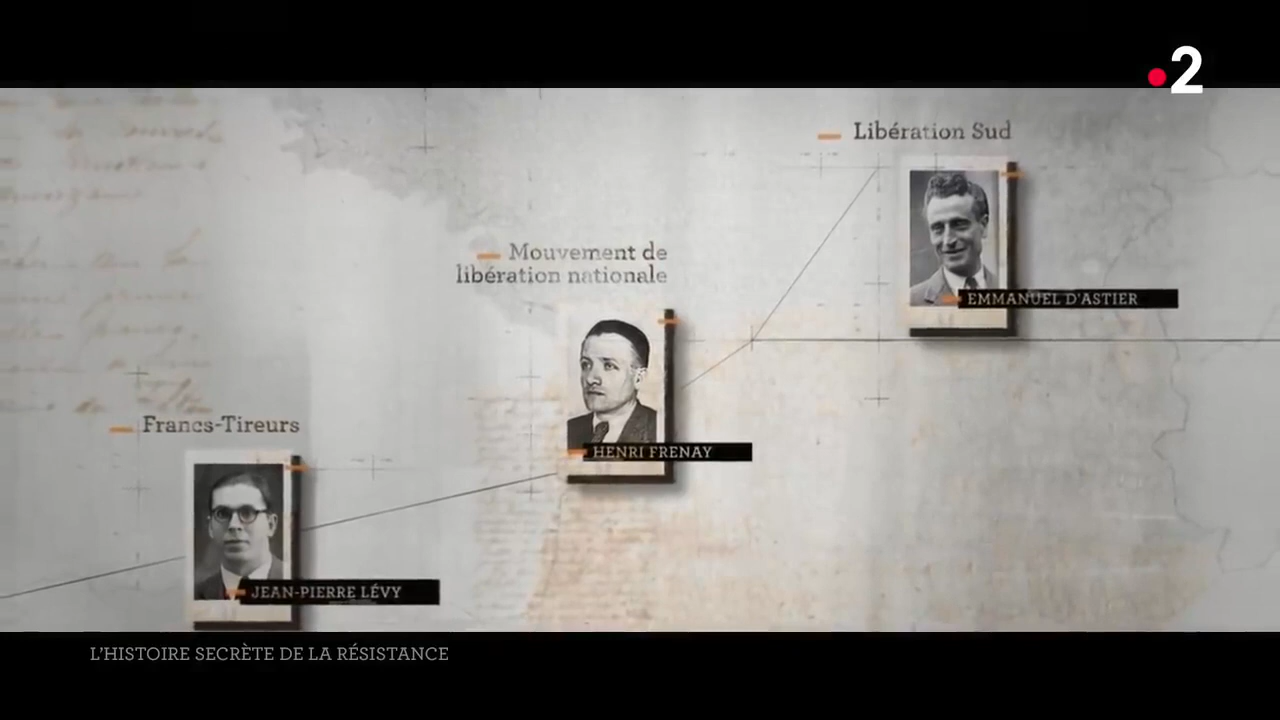 2
Libération Sud
EMMANUEL D'ASTIER
Mouvement de
libération nationale
HENRI FRENAY
Francs-Tireurs
JEAN-PIERRE LÉVY
L'HISTOIRE SECRÈTE DE LA RÉSISTANCE